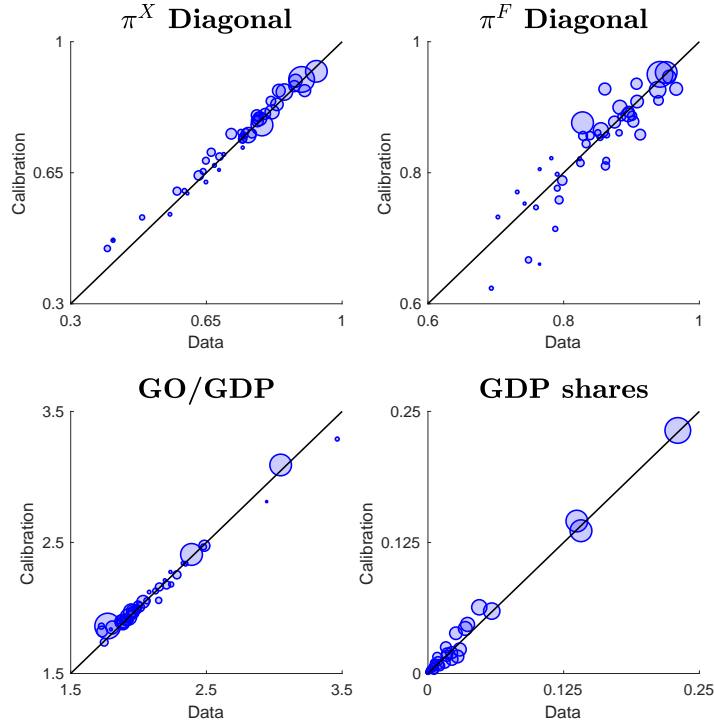 π^X Diagonal
1
0.65
0.3
Calibration
0.3 0.65 1
Data
π^F Diagonal
1
0.8
0.6
Calibration
0.6 0.8 1
Data
GO/GDP
3.5
2.5
1.5
Calibration
1.5 2.5 3.5
Data
GDP shares
0.25
0.125
0
Calibration
0 0.125 0.25
Data